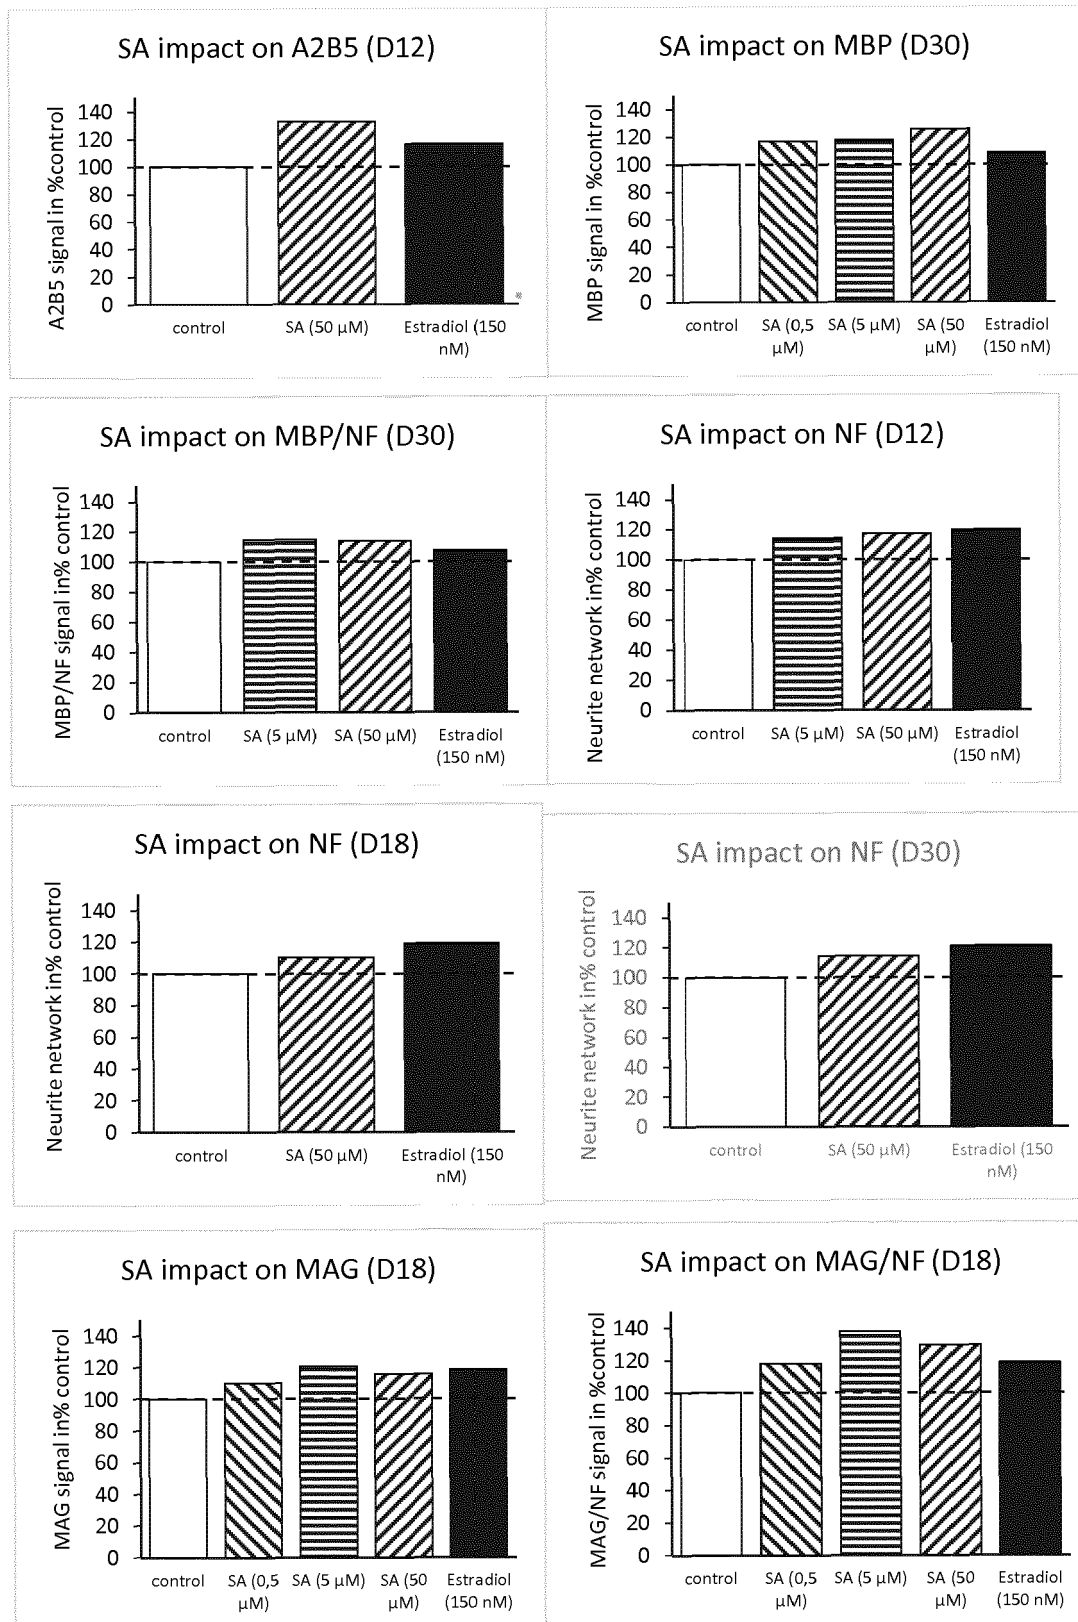 SA impact on A2B5 (D12)
A2B5 signal in %control
140
120
100
80
60
40
20
0
control
SA (50 µM)
Estradiol (150
nM)
SA impact on MBP (D30)
MBP signal in %control
140
120
100
80
60
40
20
0
control
SA (0,5
µM)
SA (5 µM)
SA (50
µM)
Estradiol
(150 nM)
SA impact on MBP/NF (D30)
MBP/NF signal in% control
140
120
100
80
60
40
20
0
control
SA (5 µM)
SA (50 µM)
Estradiol
(150 nM)
SA impact on NF (D12)
Neurite network in% control
140
120
100
80
60
40
20
0
control
SA (5 µM)
SA (50 µM)
Estradiol
(150 nM)
SA impact on NF (D18)
Neurite network in% control
140
120
100
80
60
40
20
0
control
SA (50 µM)
Estradiol (150
nM)
SA impact on NF (D30)
Neurite network in% control
140
120
100
80
60
40
20
0
control
SA (50 µM)
Estradiol (150
nM)
SA impact on MAG (D18)
MAG signal in% control
140
120
100
80
60
40
20
0
control
SA (0,5
µM)
SA (5 µM)
SA (50
µM)
Estradiol
(150 nM)
SA impact on MAG/NF (D18)
MAG/NF signal in %control
140
120
100
80
60
40
20
0
control
SA (0,5
µM)
SA (5 µM)
SA (50
µM)
Estradiol
(150 nM)